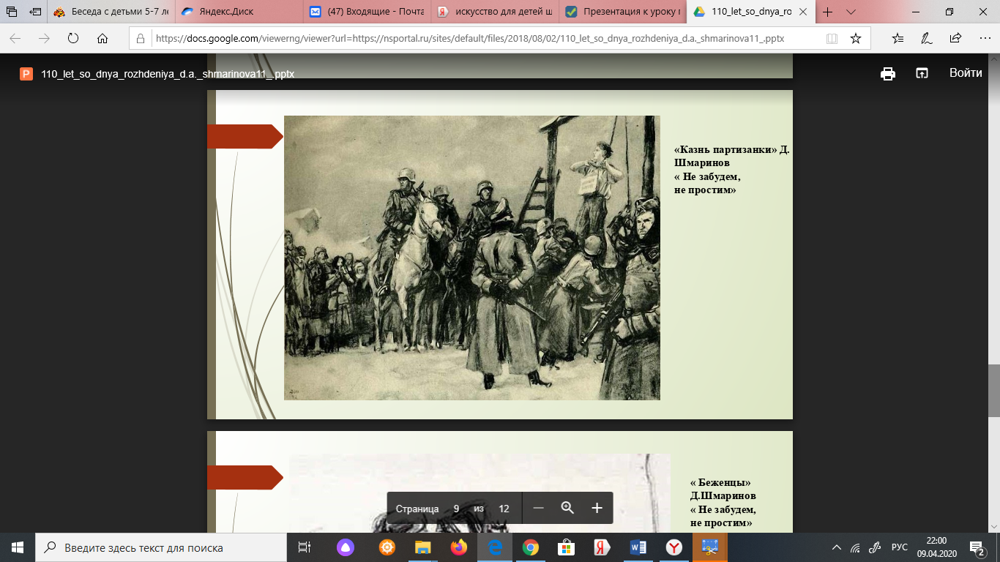 Беседа с детьми 5-7 ле
Яндекс.Диск
(47) Входящие - Почта
искусство для детей ш
Презентация к уроку п
110_let_so_dnya_ro
https://docs.google.com/viewerng/viewer?url=https://nsportal.ru/sites/default/files/2018/08/02/110_let_so_dnya_rozhdeniya_d.a._shmarinova11_.pptx
110_let_so_dnya_rozhdeniya_d.a._shmarinova11_.pptx
Войти
«Казнь партизанки» Д.
Шмаринов
« Не забудем,
не простим»
« Беженцы»
Д.Шмаринов
« Не забудем,
не простим»
Страница 9 из 12
Введите здесь текст для поиска
РУС
22:00
09.04.2020
2